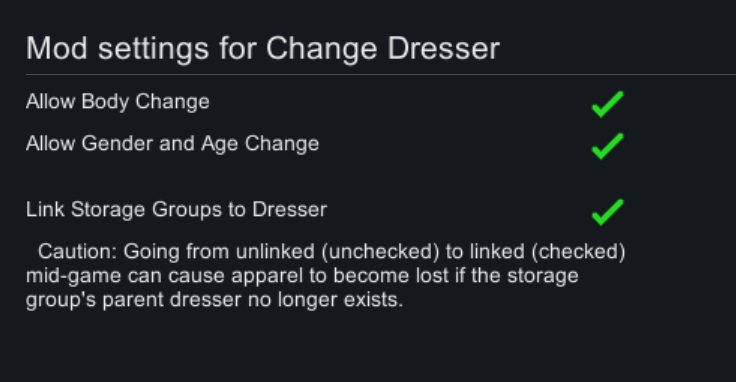 Mod settings for Change Dresser
Allow Body Change
Allow Gender and Age Change
Link Storage Groups to Dresser
Caution: Going from unlinked (unchecked) to linked (checked)
mid-game can cause apparel to become lost if the storage
group's parent dresser no longer exists.